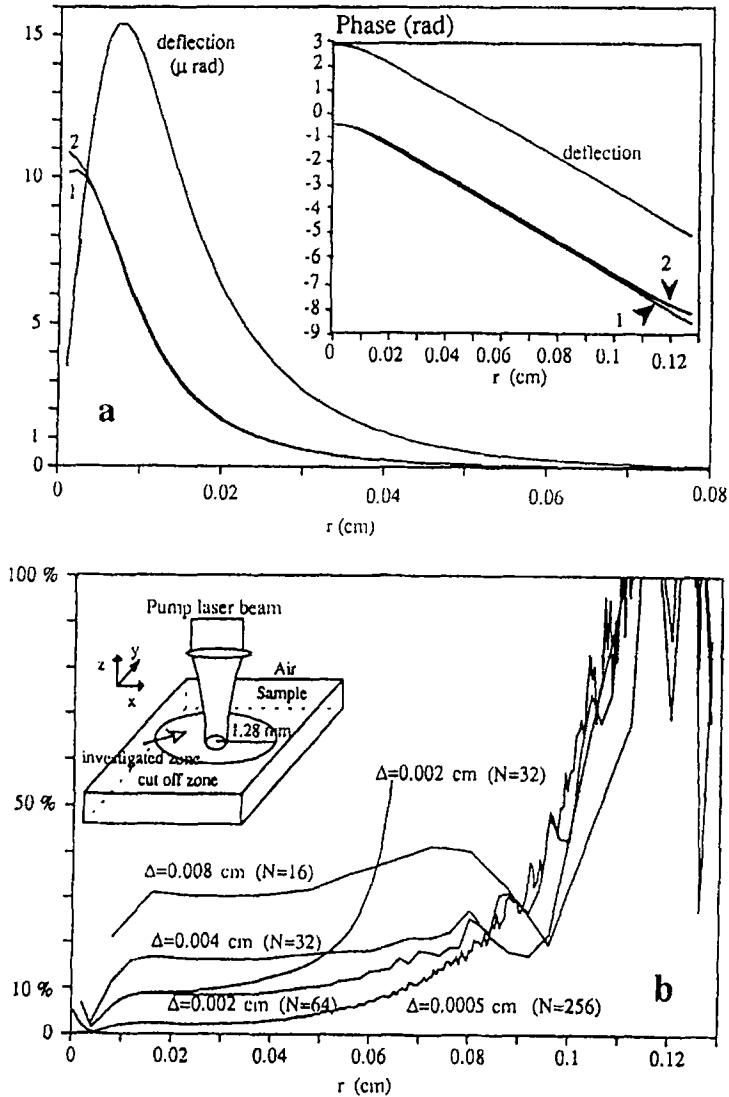 15
10
5
1
0
deflection
(μ rad)
2
1
a
0
0.02
0.04
0.06
0.08
r (cm)
Phase (rad)
3
2
1
0
-1
-2
-3
-4
-5
-6
-7
-8
-9
deflection
2
1
0
0.02
0.04
0.06
0.08
0.1
0.12
r (cm)
100 %
50 %
10 %
0
Pump laser beam
z
y
x
Air
Sample
1.28 mm
investigated zone
cut off zone
Δ=0.002 cm (N=32)
Δ=0.008 cm (N=16)
Δ=0.004 cm (N=32)
Δ=0.002 cm (N=64)
Δ=0.0005 cm (N=256)
b
0
0.02
0.04
0.06
0.08
0.1
0.12
r (cm)